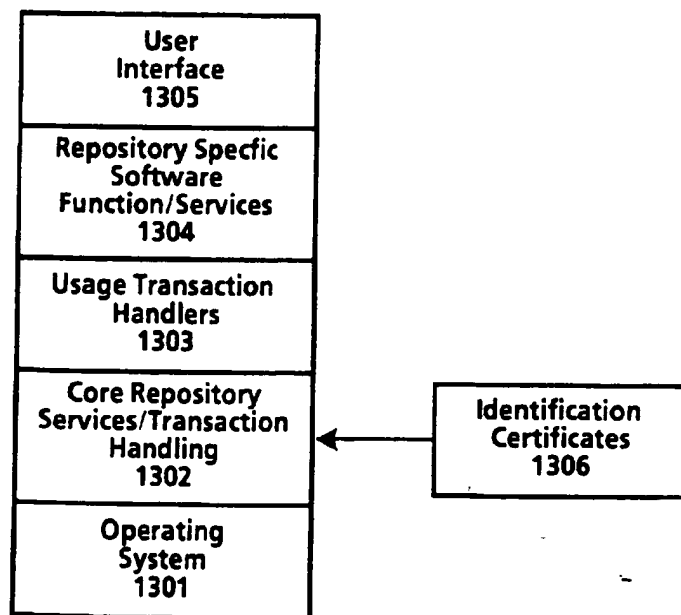 User
Interface
1305
Repository Specfic
Software
Function/Services
1304
Usage Transaction
Handlers
1303
Core Repository
Services/Transaction
Handling
1302
Identification
Certificates
1306
Operating
System
1301